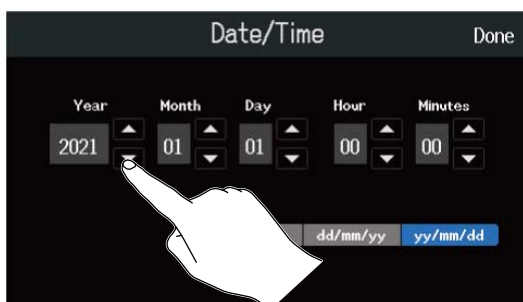 Date/Time Done
Year Month Day Hour Minutes
2021 01 01 00 00
dd/mm/yy yy/mm/dd